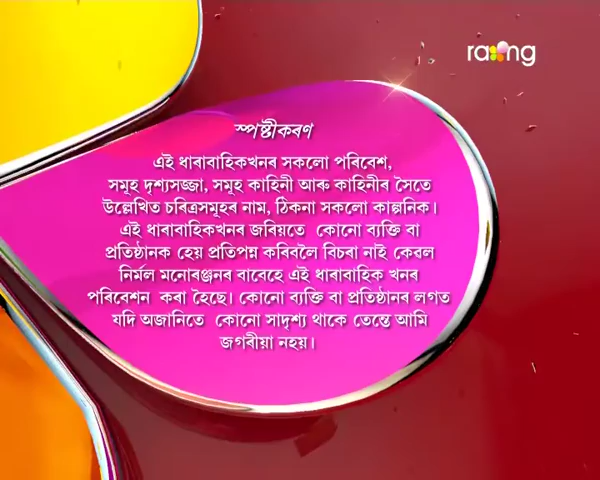 rang
স্পষ্টীকৰণ
এই ধাৰাবাহিকখনৰ সকলো পৰিবেশ,
সমূহ দৃশ্যসজ্জা, সমূহ কাহিনী আৰু কাহিনীৰ সৈতে
উল্লেখিত চৰিত্ৰসমূহৰ নাম, ঠিকনা সকলো কাল্পনিক।
এই ধাৰাবাহিকখনৰ জৰিয়তে কোনো ব্যক্তি বা
প্ৰতিষ্ঠানক হেয় প্ৰতিপন্ন কৰিবলৈ বিচৰা নাই কেৱল
নিৰ্মল মনোৰঞ্জনৰ বাবেহে এই ধাৰাবাহিক খনৰ
পৰিবেশন কৰা হৈছে। কোনো ব্যক্তি বা প্ৰতিষ্ঠানৰ লগত
যদি অজানিতে কোনো সাদৃশ্য থাকে তেন্তে আমি
জগৰীয়া নহয়।